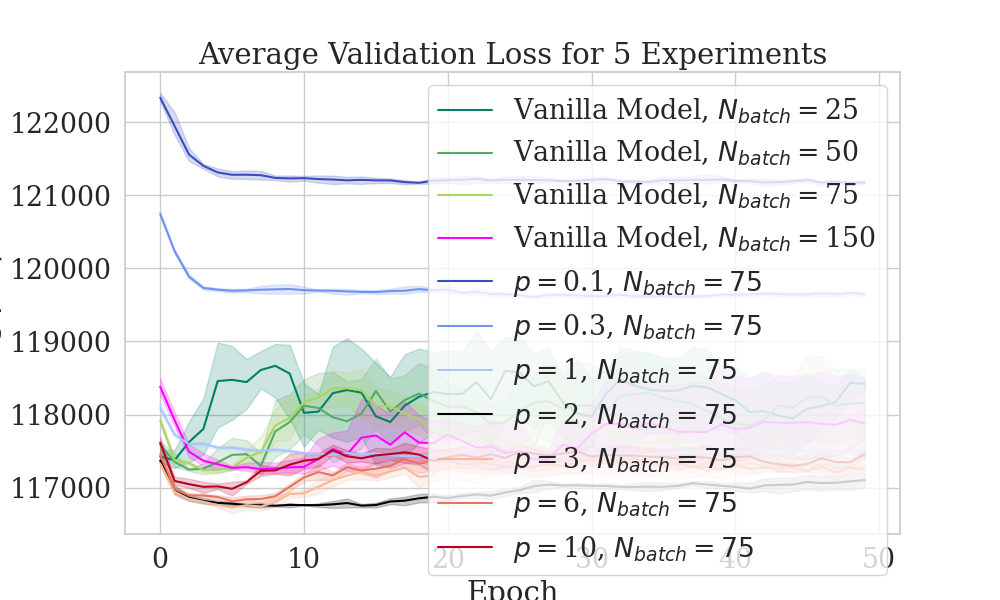 Average Validation Loss for 5 Experiments
122000
121000
120000
119000
118000
117000
Vanilla Model, N_batch = 25
Vanilla Model, N_batch = 50
Vanilla Model, N_batch = 75
Vanilla Model, N_batch = 150
p = 0.1, N_batch = 75
p = 0.3, N_batch = 75
p = 1, N_batch = 75
p = 2, N_batch = 75
p = 3, N_batch = 75
p = 6, N_batch = 75
p = 10, N_batch = 75
0 10 20 30 40 50
Epoch